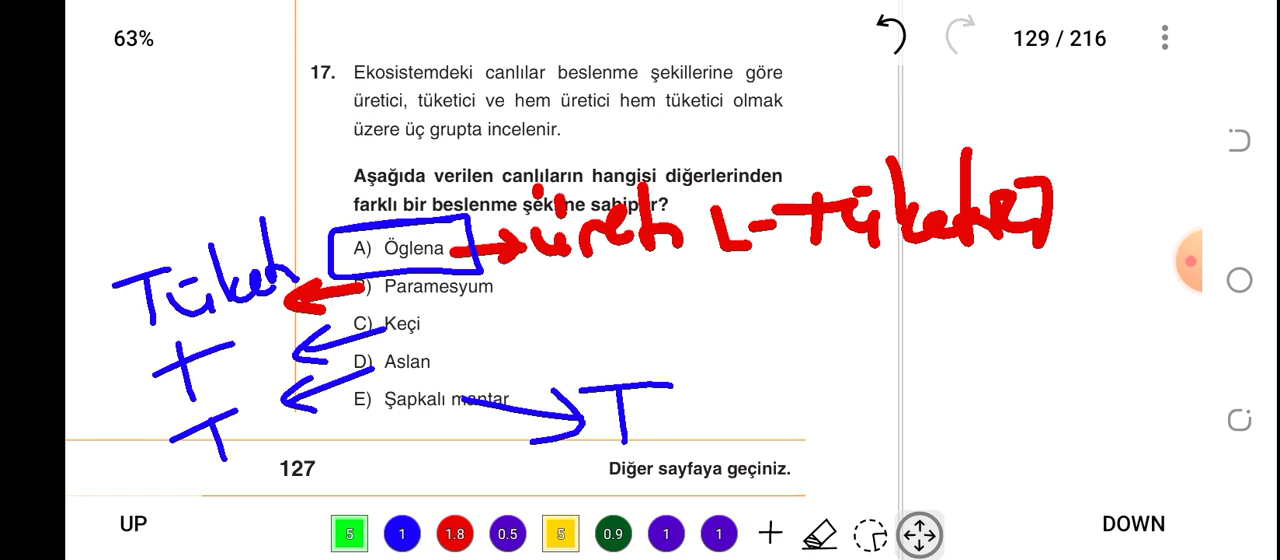 63%
129 / 216
17. Ekosistemdeki canlılar beslenme şekillerine göre
üretici, tüketici ve hem üretici hem tüketici olmak
üzere üç grupta incelenir.
Aşağıda verilen canlıların hangisi diğerlerinden
farklı bir beslenme şekline sahiptir?
A) Öglena
B) Paramesyum
C) Keçi
D) Aslan
E) Şapkalı mantar
T
T
T
127
Diğer sayfaya geçiniz.
UP
5 1 1.8 0.5 5 0.9 1 1
DOWN